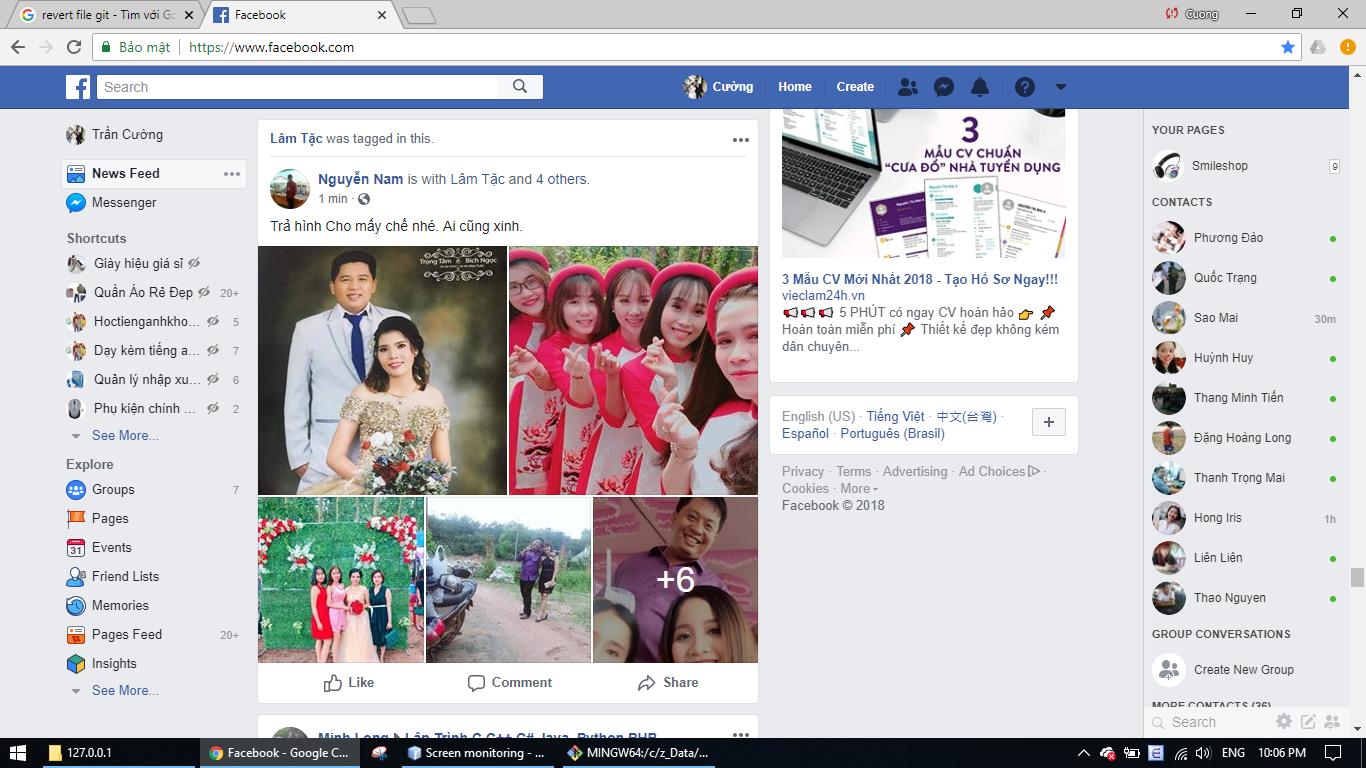 revert file git - Tìm với Go
Facebook
Cuong
Bảo mật
https://www.facebook.com
Search
Cường
Home
Create
Trần Cường
News Feed
Messenger
Shortcuts
Giày hiệu giá sỉ
Quần Áo Rẻ Đẹp 20+
Hoctienganhkho... 5
Dạy kèm tiếng a... 7
Quản lý nhập xu... 6
Phụ kiện chính ... 2
See More...
Explore
Groups 7
Pages
Events
Friend Lists
Memories
Pages Feed 20+
Insights
See More...
Lâm Tặc was tagged in this.
Nguyễn Nam is with Lâm Tặc and 4 others.
1 min
Trả hình Cho mấy chế nhé. Ai cũng xinh.
Trọng Tâm & Bích Ngọc
+6
Like
Comment
Share
Minh Long ▶ Lập Trình C C++ C# Java, Python PHP
3
MẪU CV CHUẨN
“CƯA ĐỔ” NHÀ TUYỂN DỤNG
3 Mẫu CV Mới Nhất 2018 - Tạo Hồ Sơ Ngay!!!
vieclam24h.vn
5 PHÚT có ngay CV hoàn hảo
Hoàn toàn miễn phí Thiết kế đẹp không kém
dân chuyên...
English (US) · Tiếng Việt · 中文(台灣) ·
Español · Português (Brasil)
Privacy · Terms · Advertising · Ad Choices ·
Cookies · More
Facebook © 2018
YOUR PAGES
Smileshop 9
CONTACTS
Phương Đào
Quốc Trạng
Sao Mai 30m
Huỳnh Huy
Thang Minh Tiến
Đặng Hoàng Long
Thanh Trọng Mai
Hong Iris 1h
Liên Liên
Thao Nguyen
GROUP CONVERSATIONS
Create New Group
MORE CONTACTS (26)
Search
127.0.0.1
Facebook - Google C...
Screen monitoring - ...
MINGW64:/c/z_Data/...
ENG
10:06 PM